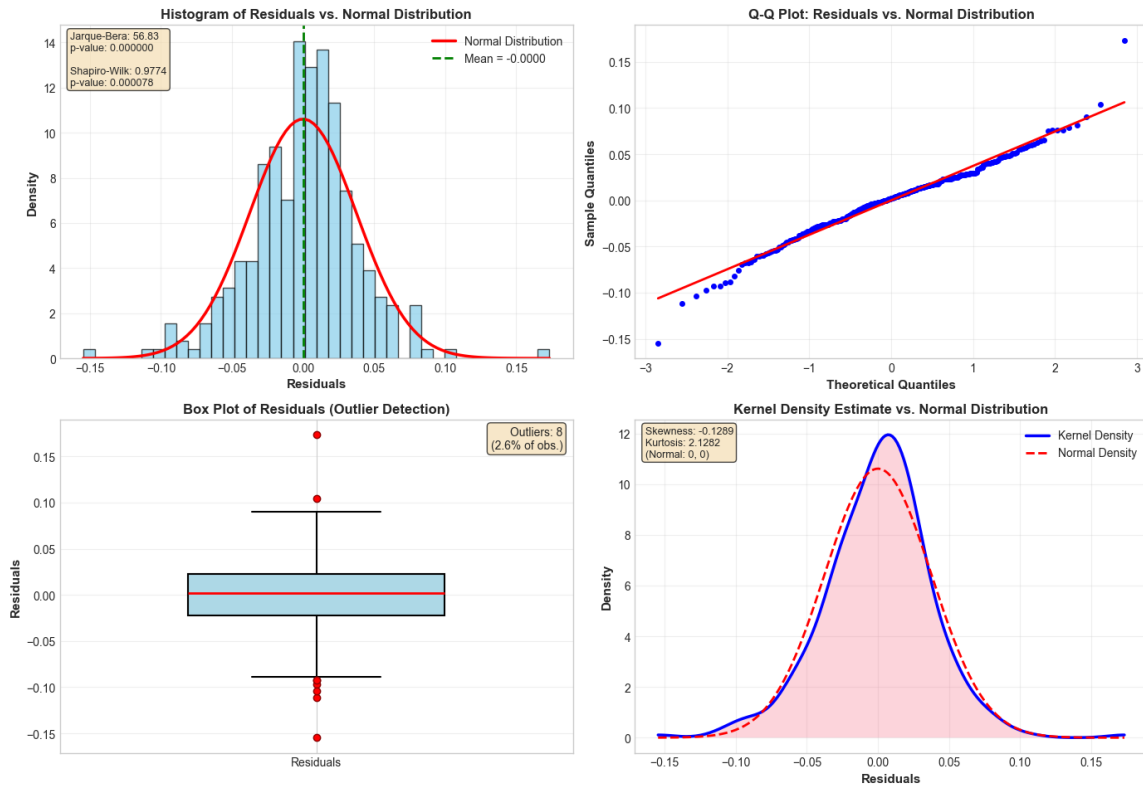 Histogram of Residuals vs. Normal Distribution
Jarque-Bera: 56.83
p-value: 0.000000
Shapiro-Wilk: 0.9774
p-value: 0.000078
Normal Distribution
Mean = -0.0000
14
12
10
8
6
4
2
0
Density
−0.15
−0.10
−0.05
0.00
0.05
0.10
0.15
Residuals
Q-Q Plot: Residuals vs. Normal Distribution
0.15
0.10
0.05
0.00
−0.05
−0.10
−0.15
Sample Quantiles
−3
−2
−1
0
1
2
3
Theoretical Quantiles
Box Plot of Residuals (Outlier Detection)
Outliers: 8
(2.6% of obs.)
0.15
0.10
0.05
0.00
−0.05
−0.10
−0.15
Residuals
Residuals
Kernel Density Estimate vs. Normal Distribution
Skewness: -0.1289
Kurtosis: 2.1282
(Normal: 0, 0)
Kernel Density
Normal Density
12
10
8
6
4
2
0
Density
−0.15
−0.10
−0.05
0.00
0.05
0.10
0.15
Residuals